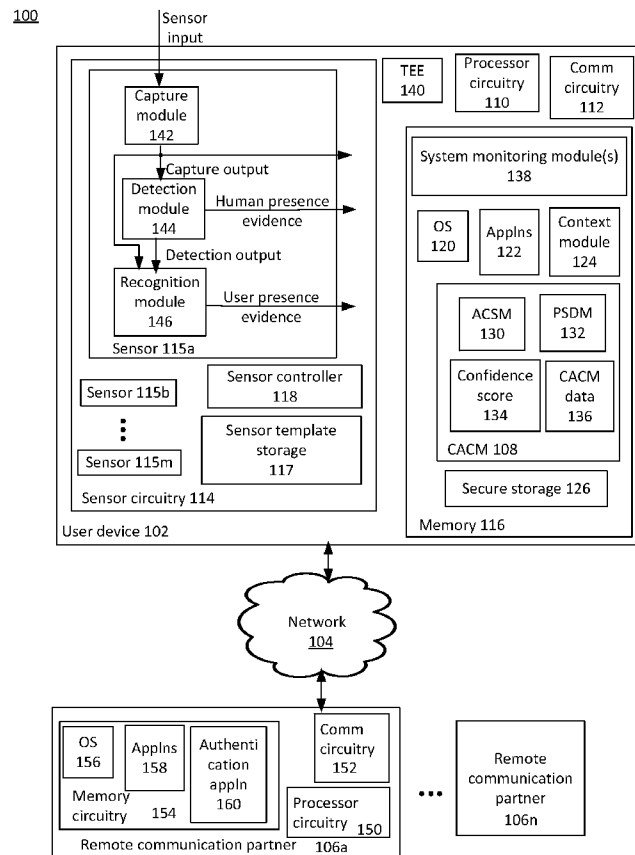 100
Sensor
input
TEE
140
Processor
circuitry
110
Comm
circuitry
112
Capture
module
142
Capture output
Detection
module
144
Human presence
evidence
Detection output
Recognition
module
146
User presence
evidence
Sensor 115a
Sensor 115b
Sensor 115m
Sensor controller
118
Sensor template
storage
117
Sensor circuitry 114
User device 102
System monitoring module(s)
138
OS
120
Applns
122
Context
module
124
ACSM
130
PSDM
132
Confidence
score
134
CACM
data
136
CACM 108
Secure storage 126
Memory 116
Network
104
OS
156
Applns
158
Authenti
cation
appln
160
Memory
circuitry
154
Comm
circuitry
152
Processor
circuitry
150
Remote communication partner
106a
Remote
communication
partner
106n